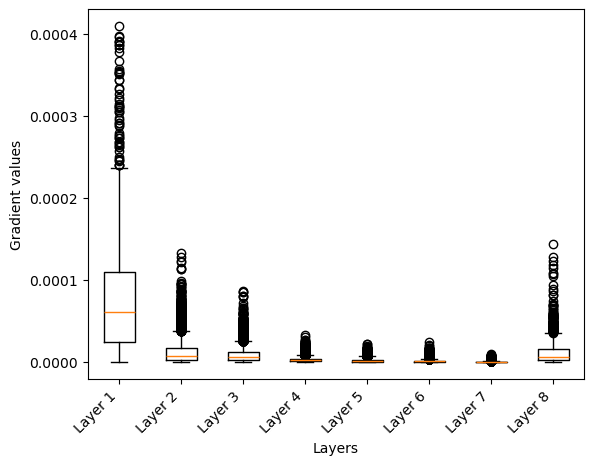 0.0004
0.0003
0.0002
0.0001
0.0000
Gradient values
Layer 1
Layer 2
Layer 3
Layer 4
Layer 5
Layer 6
Layer 7
Layer 8
Layers